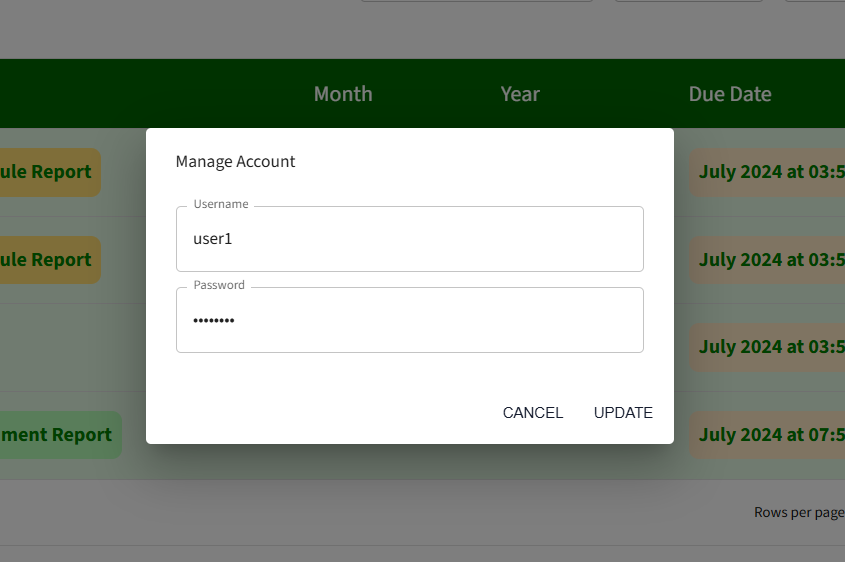 Month Year Due Date
Manage Account
ule Report July 2024 at 03:5
Username
user1
ule Report July 2024 at 03:5
Password
••••••••
July 2024 at 03:5
CANCEL UPDATE
ment Report July 2024 at 07:5
Rows per page